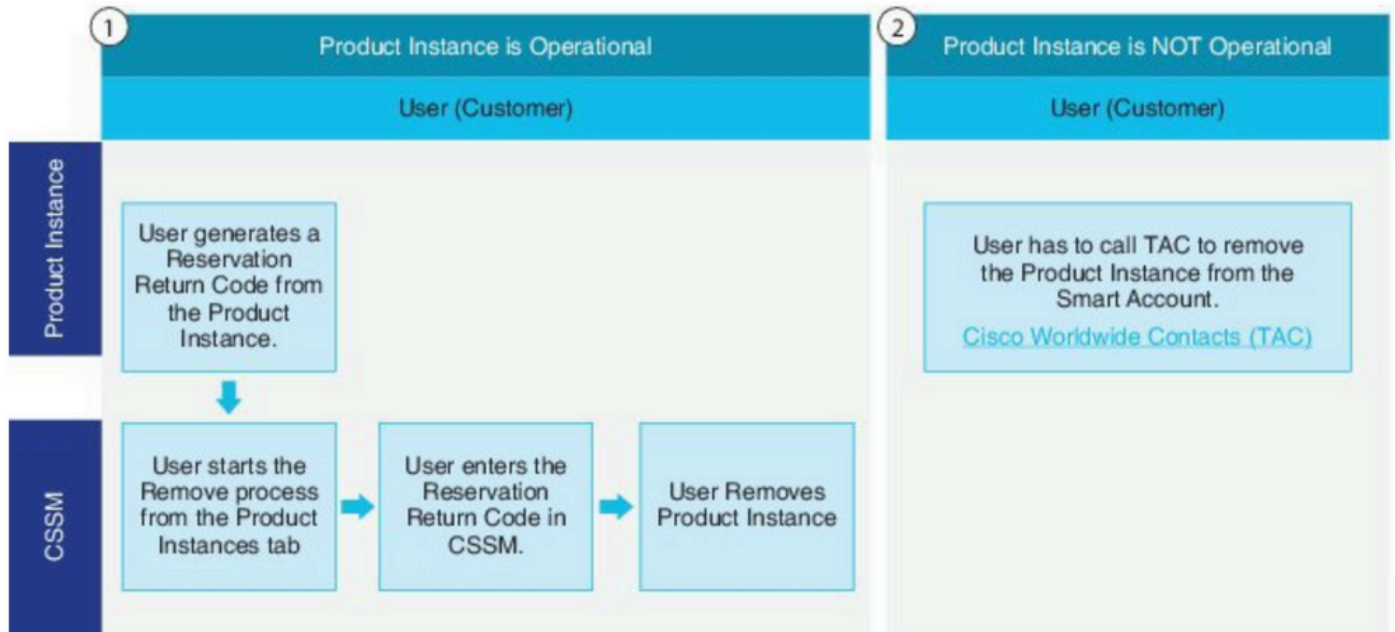 1
Product Instance is Operational
User (Customer)
2
Product Instance is NOT Operational
User (Customer)
Product Instance
User generates a
Reservation
Return Code from
the Product
Instance.
User has to call TAC to remove
the Product Instance from the
Smart Account.
Cisco Worldwide Contacts (TAC)
CSSM
User starts the
Remove process
from the Product
Instances tab
User enters the
Reservation
Return Code in
CSSM.
User Removes
Product Instance